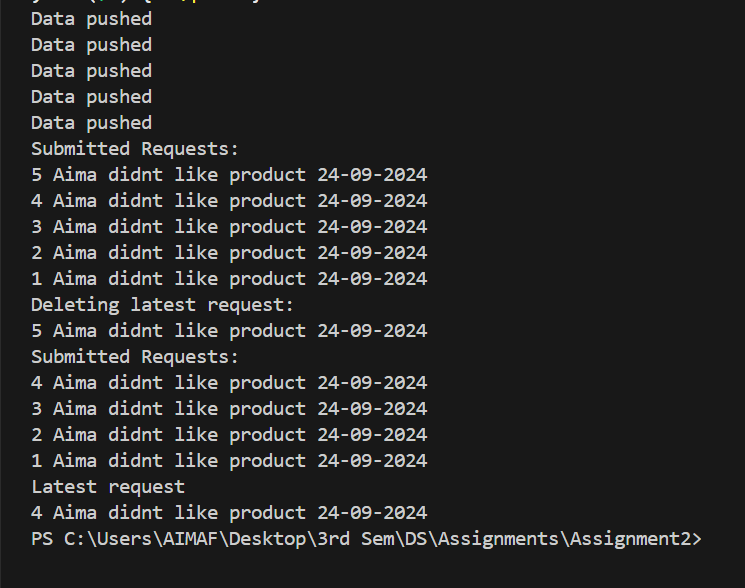 Data pushed
Data pushed
Data pushed
Data pushed
Data pushed
Submitted Requests:
5 Aima didnt like product 24-09-2024
4 Aima didnt like product 24-09-2024
3 Aima didnt like product 24-09-2024
2 Aima didnt like product 24-09-2024
1 Aima didnt like product 24-09-2024
Deleting latest request:
5 Aima didnt like product 24-09-2024
Submitted Requests:
4 Aima didnt like product 24-09-2024
3 Aima didnt like product 24-09-2024
2 Aima didnt like product 24-09-2024
1 Aima didnt like product 24-09-2024
Latest request
4 Aima didnt like product 24-09-2024
PS C:\Users\AIMAF\Desktop\3rd Sem\DS\Assignments\Assignment2>